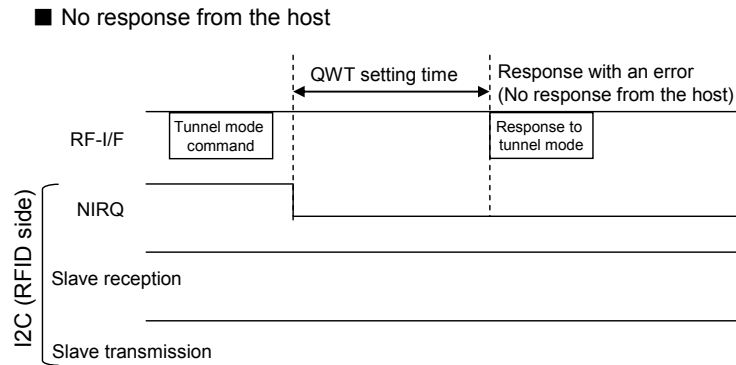 ■ No response from the host
QWT setting time
Response with an error
(No response from the host)
RF-I/F
Tunnel mode
command
Response to
tunnel mode
I2C (RFID side)
NIRQ
Slave reception
Slave transmission